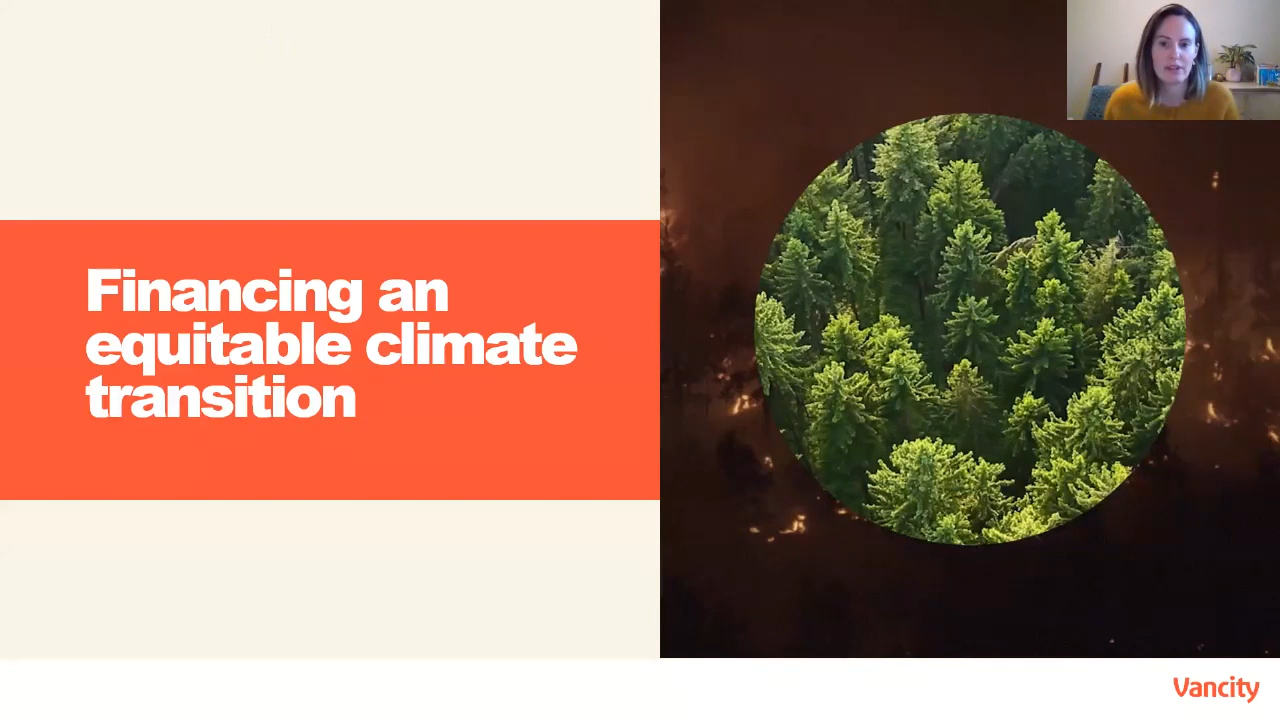 Financing an
equitable climate
transition
Vancity